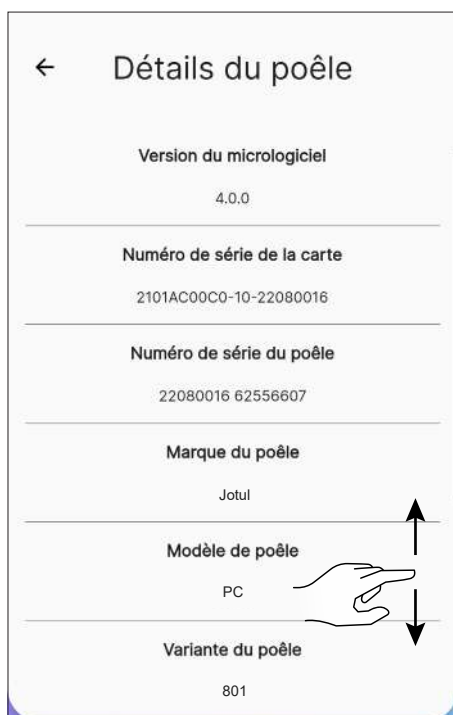 Détails du poêle
Version du micrologiciel
4.0.0
Numéro de série de la carte
2101AC00C0-10-22080016
Numéro de série du poêle
22080016 62556607
Marque du poêle
Jotul
Modèle de poêle
PC
Variante du poêle
801